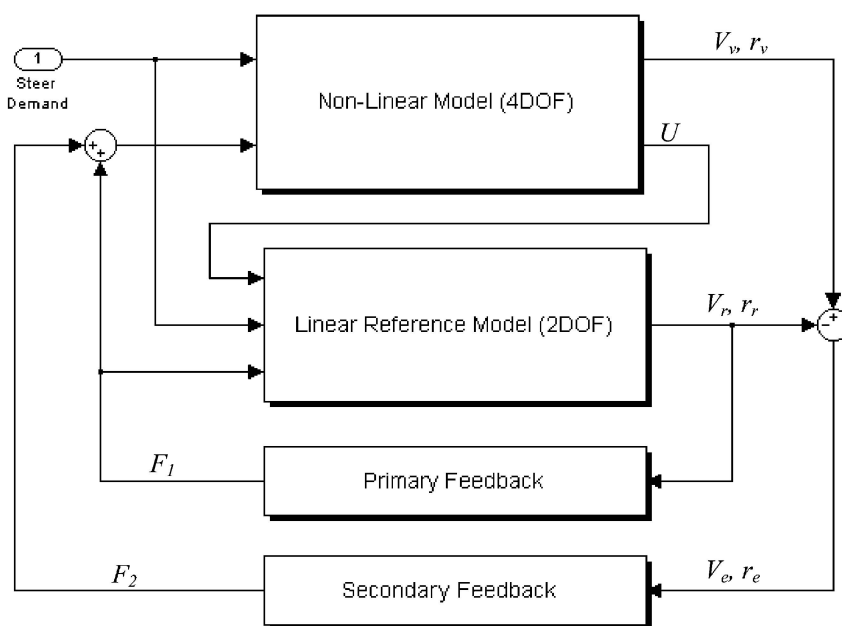 1
Steer
Demand
Non-Linear Model (4DOF)
V_v, r_v
U
+
+
Linear Reference Model (2DOF)
V_r, r_r
+
-
F_1
Primary Feedback
F_2
Secondary Feedback
V_e, r_e